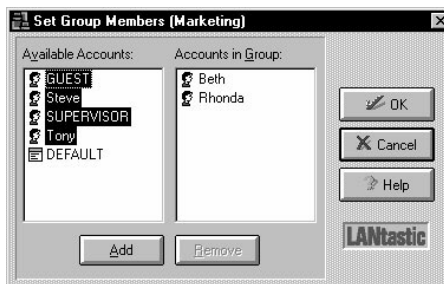 Set Group Members (Marketing)
Available Accounts:
GUEST
Steve
SUPERVISOR
Tony
DEFAULT
Accounts in Group:
Beth
Rhonda
Add
Remove
OK
Cancel
Help
LANtastic